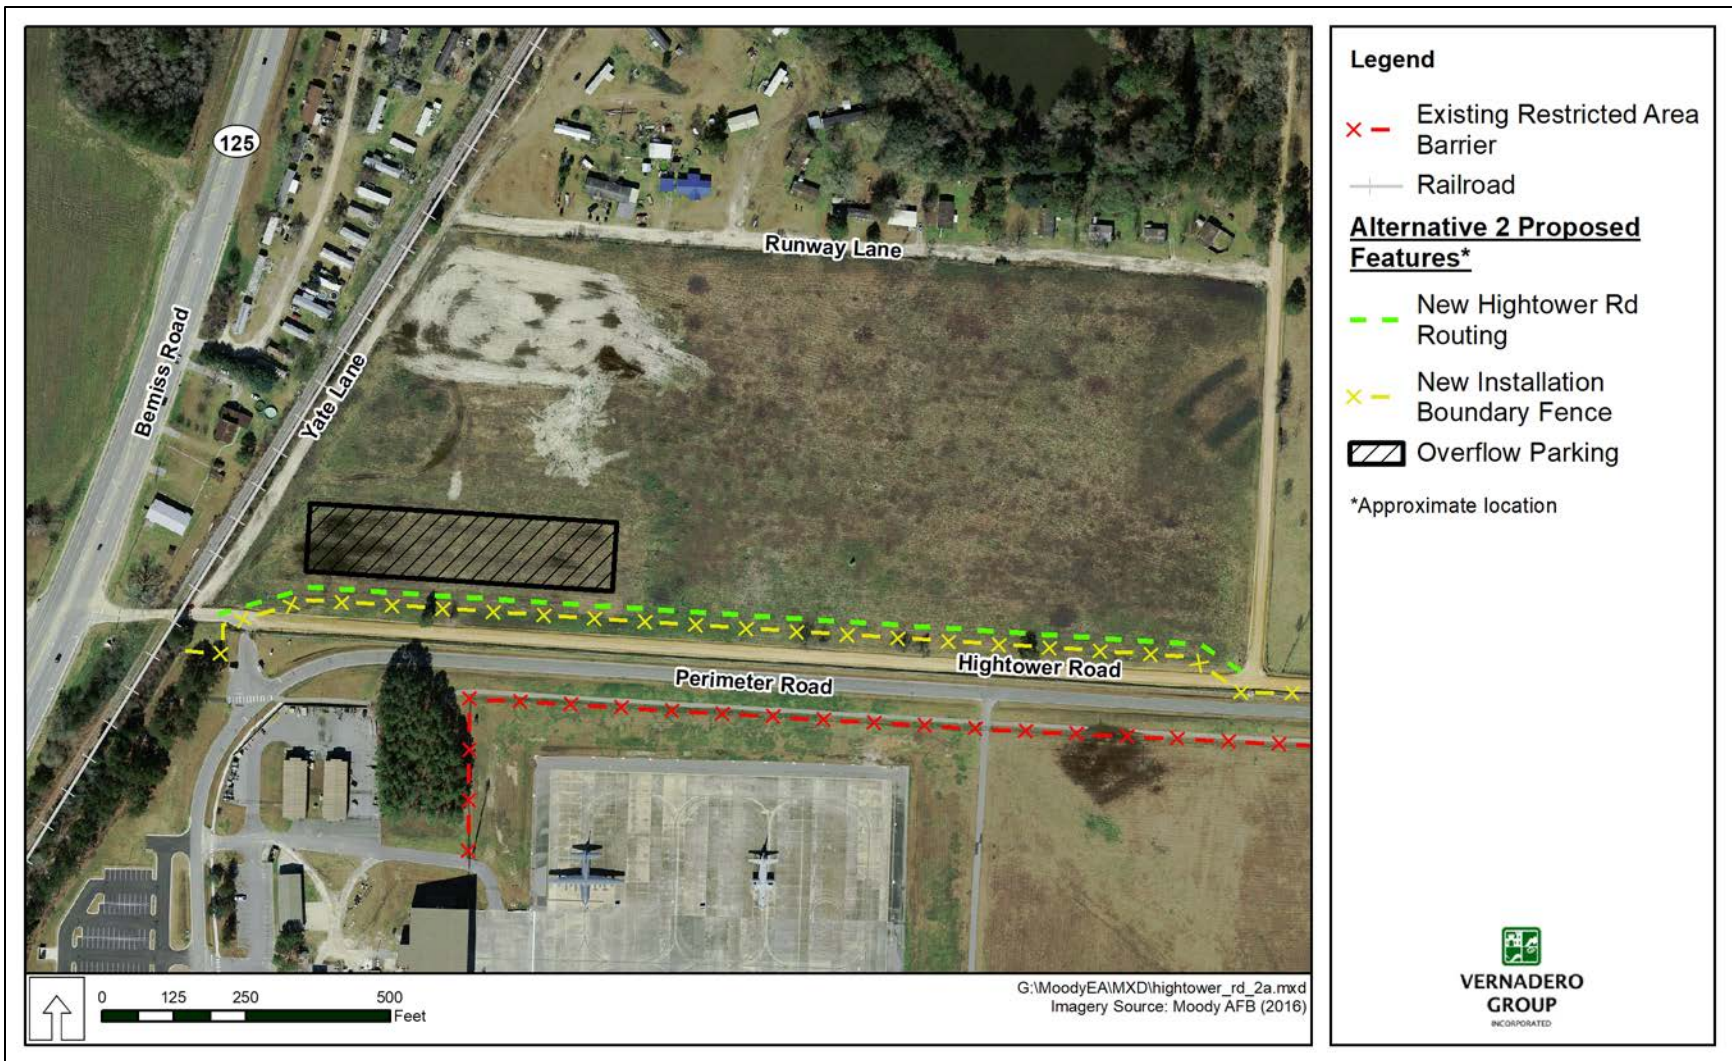 125
Runway Lane
Bemiss Road
Yate Lane
Hightower Road
Perimeter Road
0 125 250 500
Feet
G:\MoodyEA\MXD\hightower_rd_2a.mxd
Imagery Source: Moody AFB (2016)
Legend
Existing Restricted Area
Barrier
Railroad
Alternative 2 Proposed
Features*
New Hightower Rd
Routing
New Installation
Boundary Fence
Overflow Parking
*Approximate location
VERNADERO
GROUP
INCORPORATED